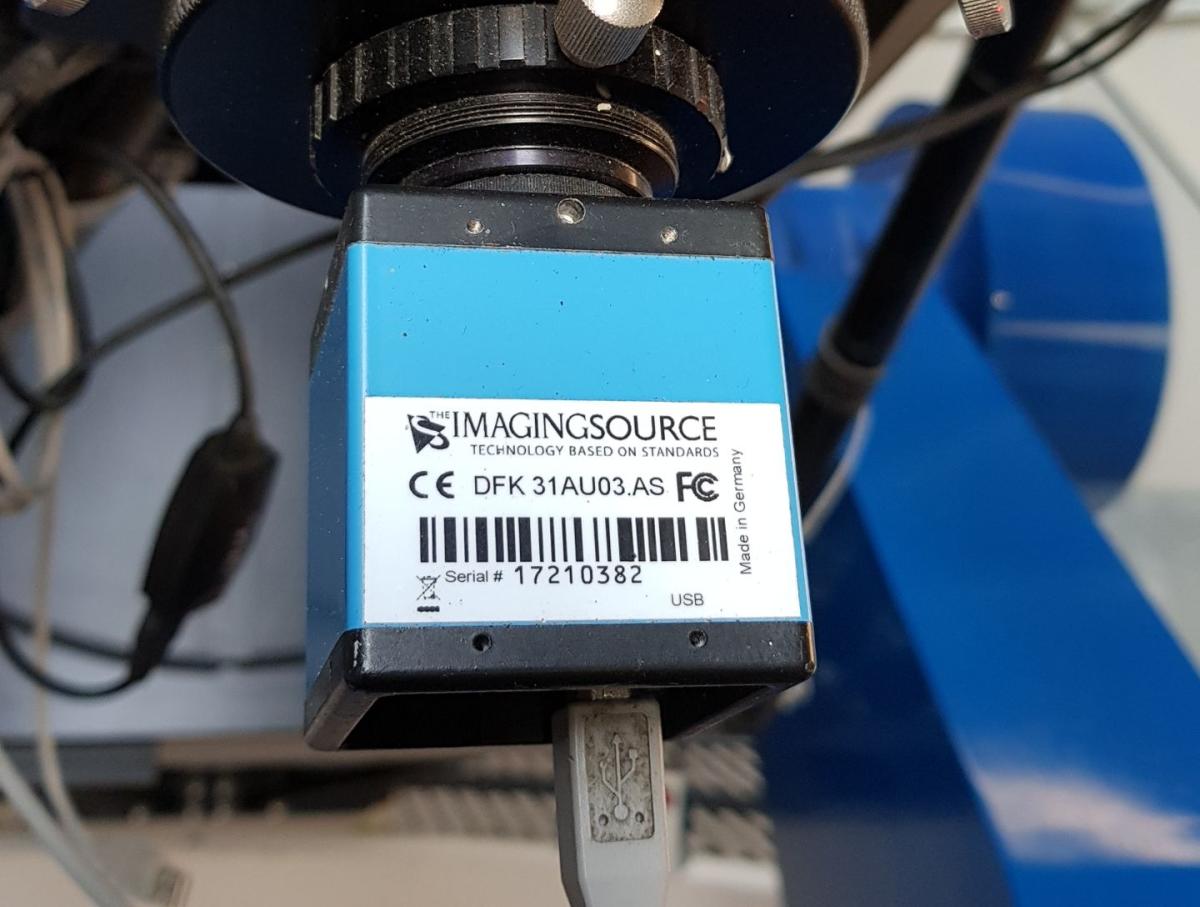 THE IMAGINGSOURCE
TECHNOLOGY BASED ON STANDARDS
CE DFK 31AU03.AS FC
Made in Germany
Serial # 17210382
USB